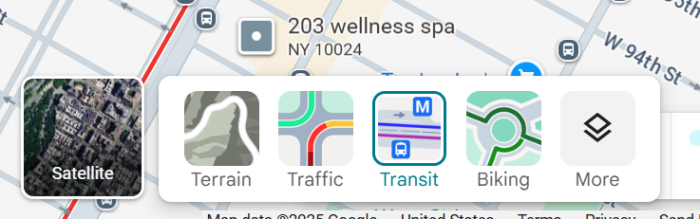 203 wellness spa
NY 10024
W 94th St
Satellite
Terrain
Traffic
M
Transit
Biking
More
Map data ©2025 Google United States Terms Privacy Send